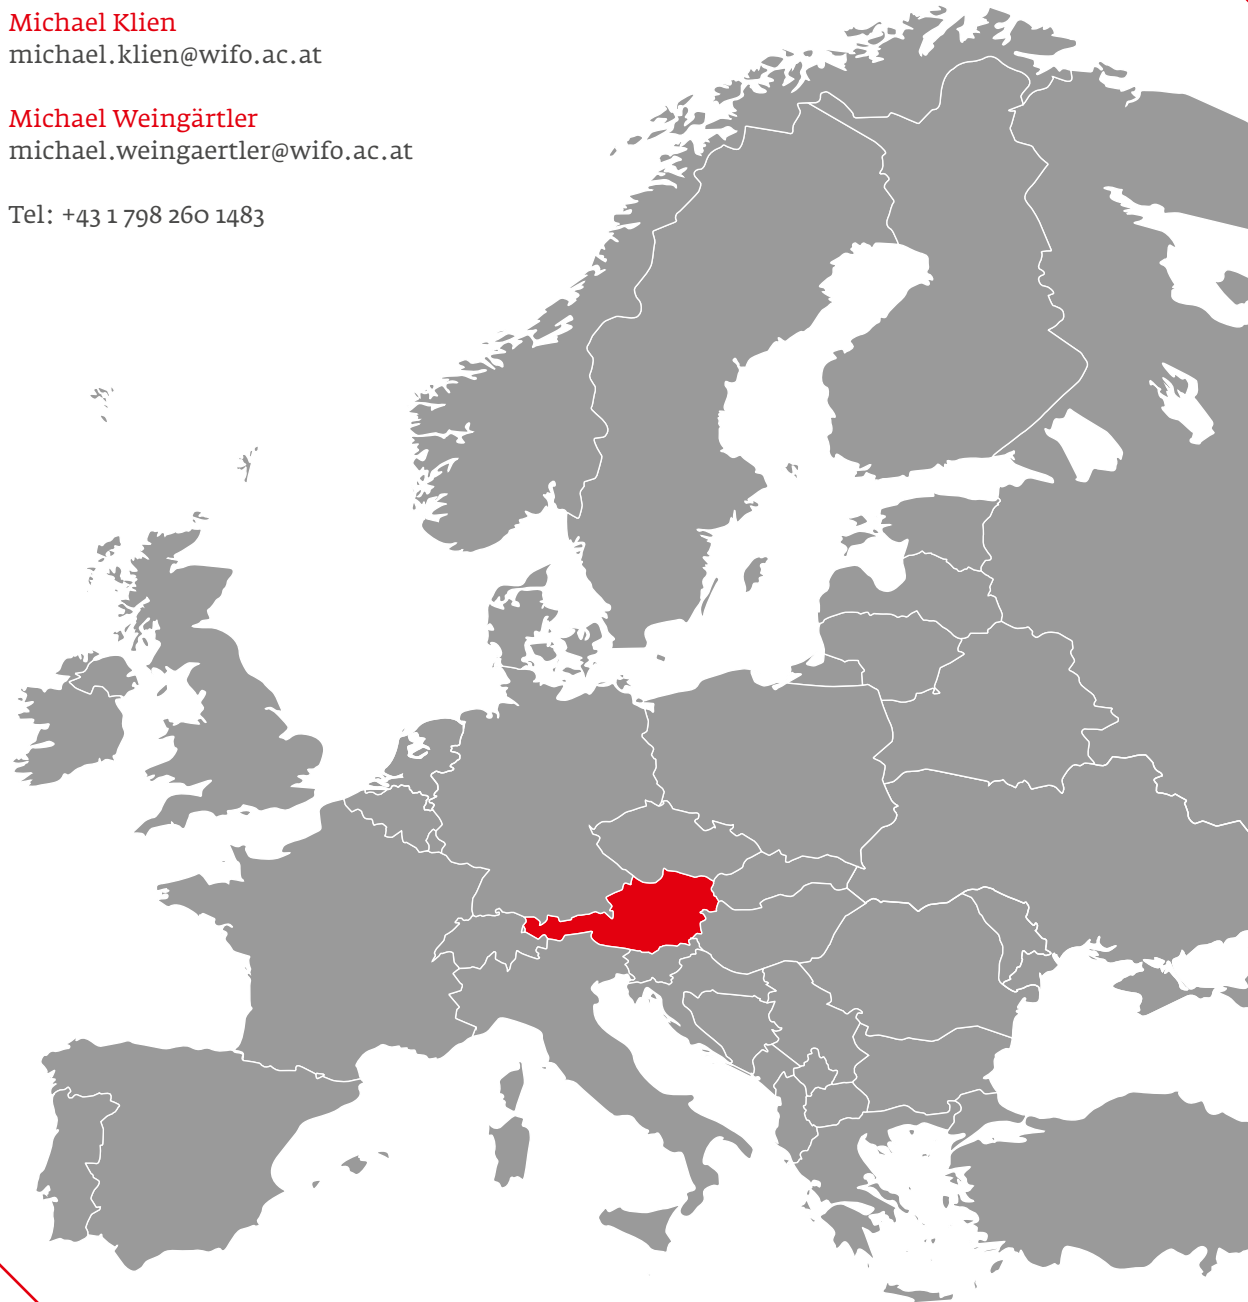 Michael Klien
michael.klien@wifo.ac.at
Michael Weingärtler
michael.weingaertler@wifo.ac.at
Tel: +43 1 798 260 1483